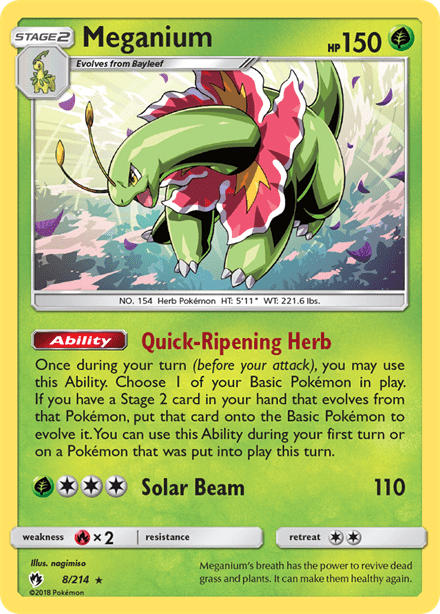 STAGE2
Meganium
HP 150
Evolves from Bayleef
NO. 154 Herb Pokémon HT: 5'11" WT: 221.6 lbs.
Ability Quick-Ripening Herb
Once during your turn (before your attack), you may use
this Ability. Choose 1 of your Basic Pokémon in play.
If you have a Stage 2 card in your hand that evolves from
that Pokémon, put that card onto the Basic Pokémon to
evolve it. You can use this Ability during your first turn or
on a Pokémon that was put into play this turn.
Solar Beam 110
weakness ×2 resistance retreat
Illus. nagimiso
8/214 ★
©2018 Pokémon
Meganium's breath has the power to revive dead
grass and plants. It can make them healthy again.